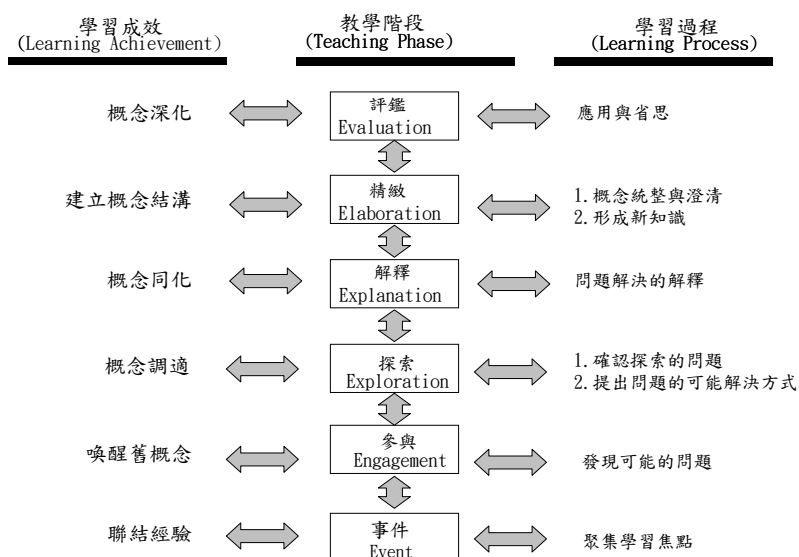 學習成效 教學階段 學習過程
(Learning Achievement) (Teaching Phase) (Learning Process)
概念深化 評鑑 應用與省思
Evaluation
建立概念結溝 精緻 1.概念統整與澄清
Elaboration 2.形成新知識
概念同化 解釋 問題解決的解釋
Explanation
概念調適 探索 1.確認探索的問題
Exploration 2.提出問題的可能解決方式
喚醒舊概念 參與 發現可能的問題
Engagement
聯結經驗 事件 聚集學習焦點
Event